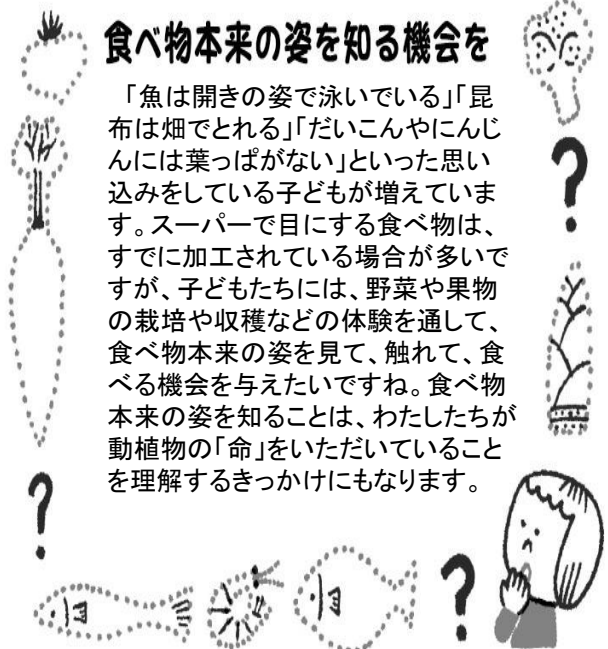 食べ物本来の姿を知る機会を
「魚は開きの姿で泳いでいる」「昆
布は畑でとれる」「だいこんやにんじ
んには葉っぱがない」といった思い
込みをしている子どもが増えていま
す。スーパーで目にする食べ物は、
すでに加工されている場合が多いで
すが、子どもたちには、野菜や果物
の栽培や収穫などの体験を通して、
食べ物本来の姿を見て、触れて、食
べる機会を与えたいですね。食べ物
本来の姿を知ることは、わたしたちが
動植物の「命」をいただいていること
を理解するきっかけにもなります。
?
?
?